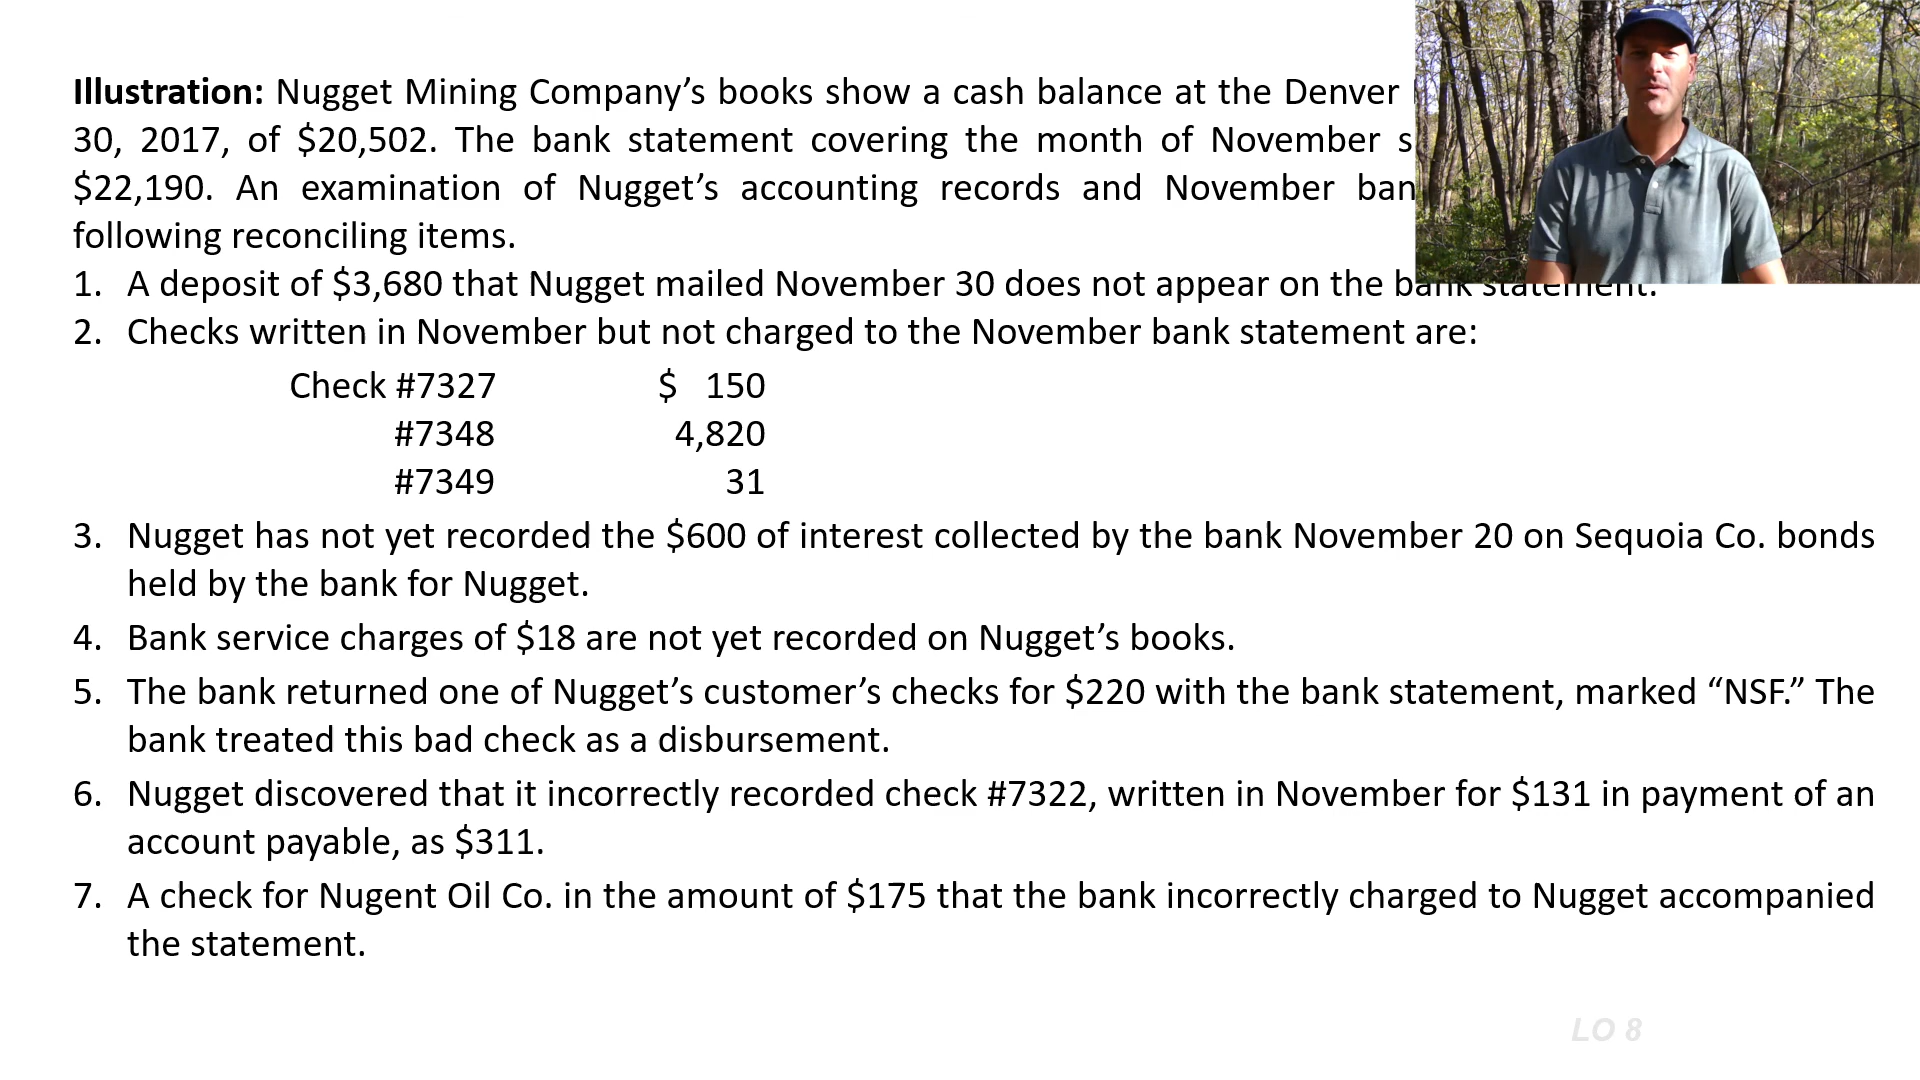 Illustration: Nugget Mining Company’s books show a cash balance at the Denver
30, 2017, of $20,502. The bank statement covering the month of November
$22,190. An examination of Nugget’s accounting records and November
following reconciling items.
1. A deposit of $3,680 that Nugget mailed November 30 does not appear on the bank statement.
2. Checks written in November but not charged to the November bank statement are:
Check #7327 $ 150
#7348 4,820
#7349 31
3. Nugget has not yet recorded the $600 of interest collected by the bank November 20 on Sequoia Co. bonds
held by the bank for Nugget.
4. Bank service charges of $18 are not yet recorded on Nugget’s books.
5. The bank returned one of Nugget’s customer’s checks for $220 with the bank statement, marked “NSF.” The
bank treated this bad check as a disbursement.
6. Nugget discovered that it incorrectly recorded check #7322, written in November for $131 in payment of an
account payable, as $311.
7. A check for Nugent Oil Co. in the amount of $175 that the bank incorrectly charged to Nugget accompanied
the statement.
LO 8